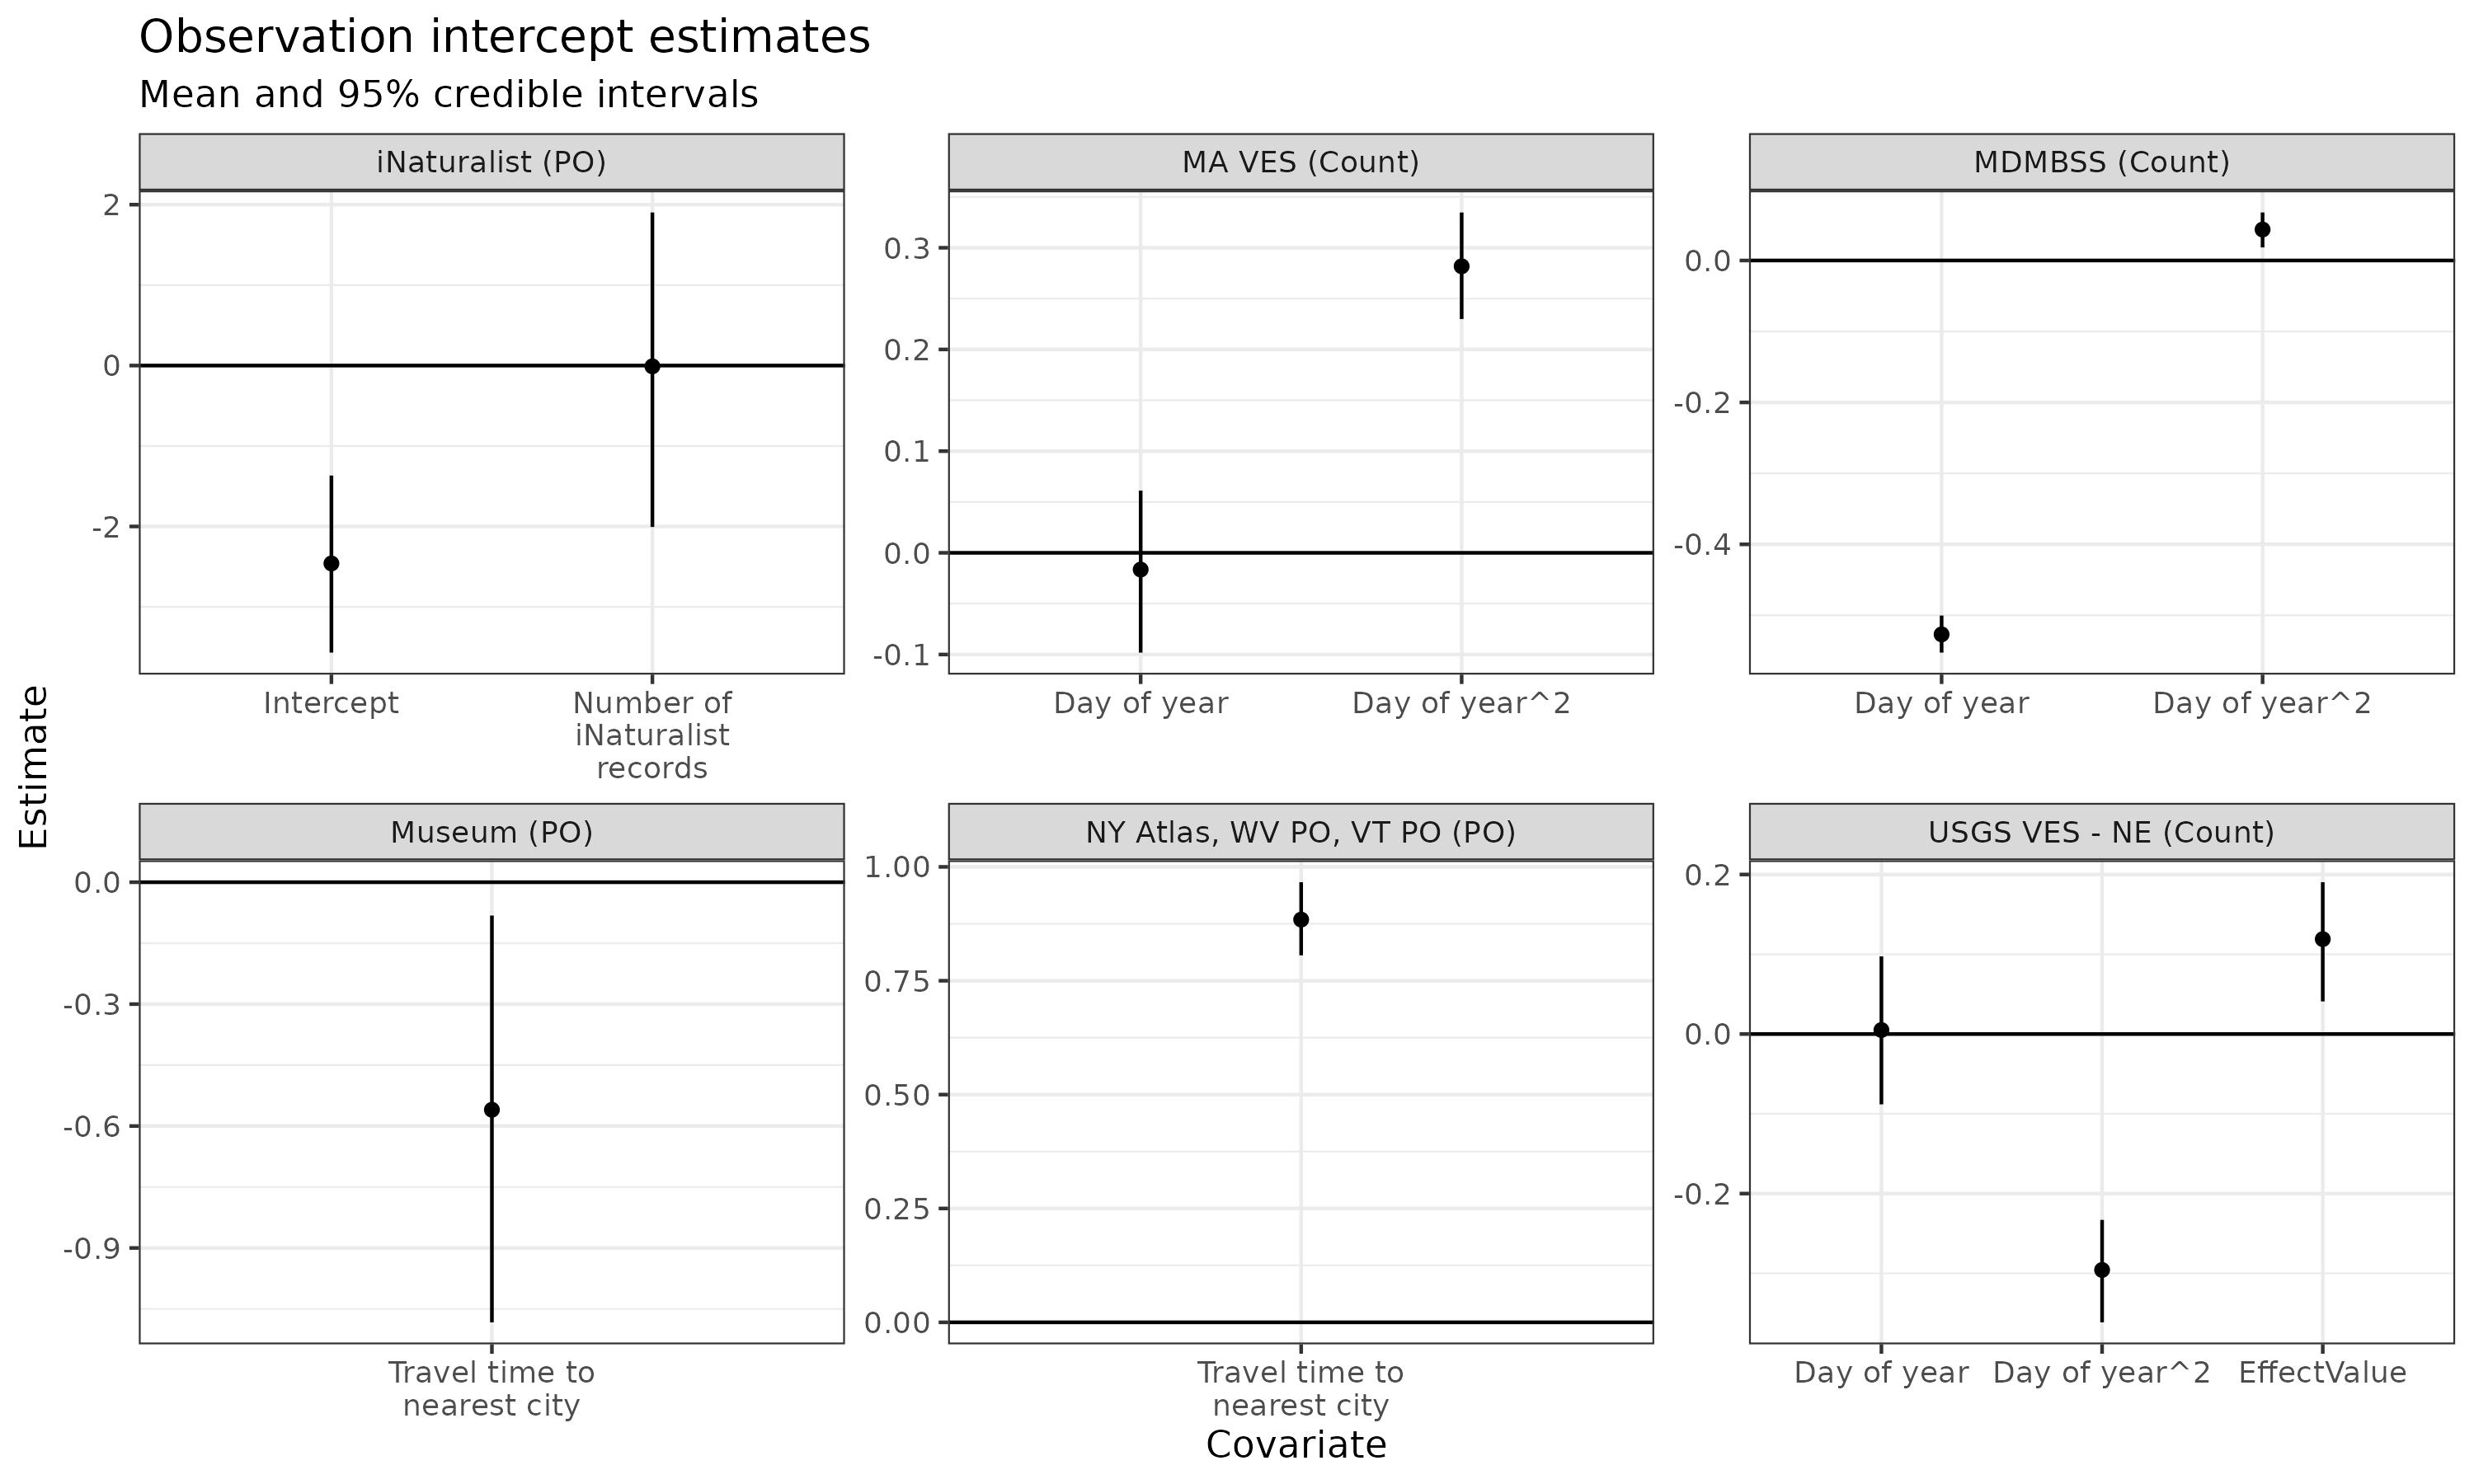 Observation intercept estimates
Mean and 95% credible intervals
Estimate
iNaturalist (PO)
2
0
-2
Intercept
Number of
iNaturalist
records
MA VES (Count)
0.3
0.2
0.1
0.0
-0.1
Day of year
Day of year^2
MDMBSS (Count)
0.0
-0.2
-0.4
Day of year
Day of year^2
Museum (PO)
0.0
-0.3
-0.6
-0.9
Travel time to
nearest city
NY Atlas, WV PO, VT PO (PO)
1.00
0.75
0.50
0.25
0.00
Travel time to
nearest city
USGS VES - NE (Count)
0.2
0.0
-0.2
Day of year
Day of year^2
EffectValue
Covariate